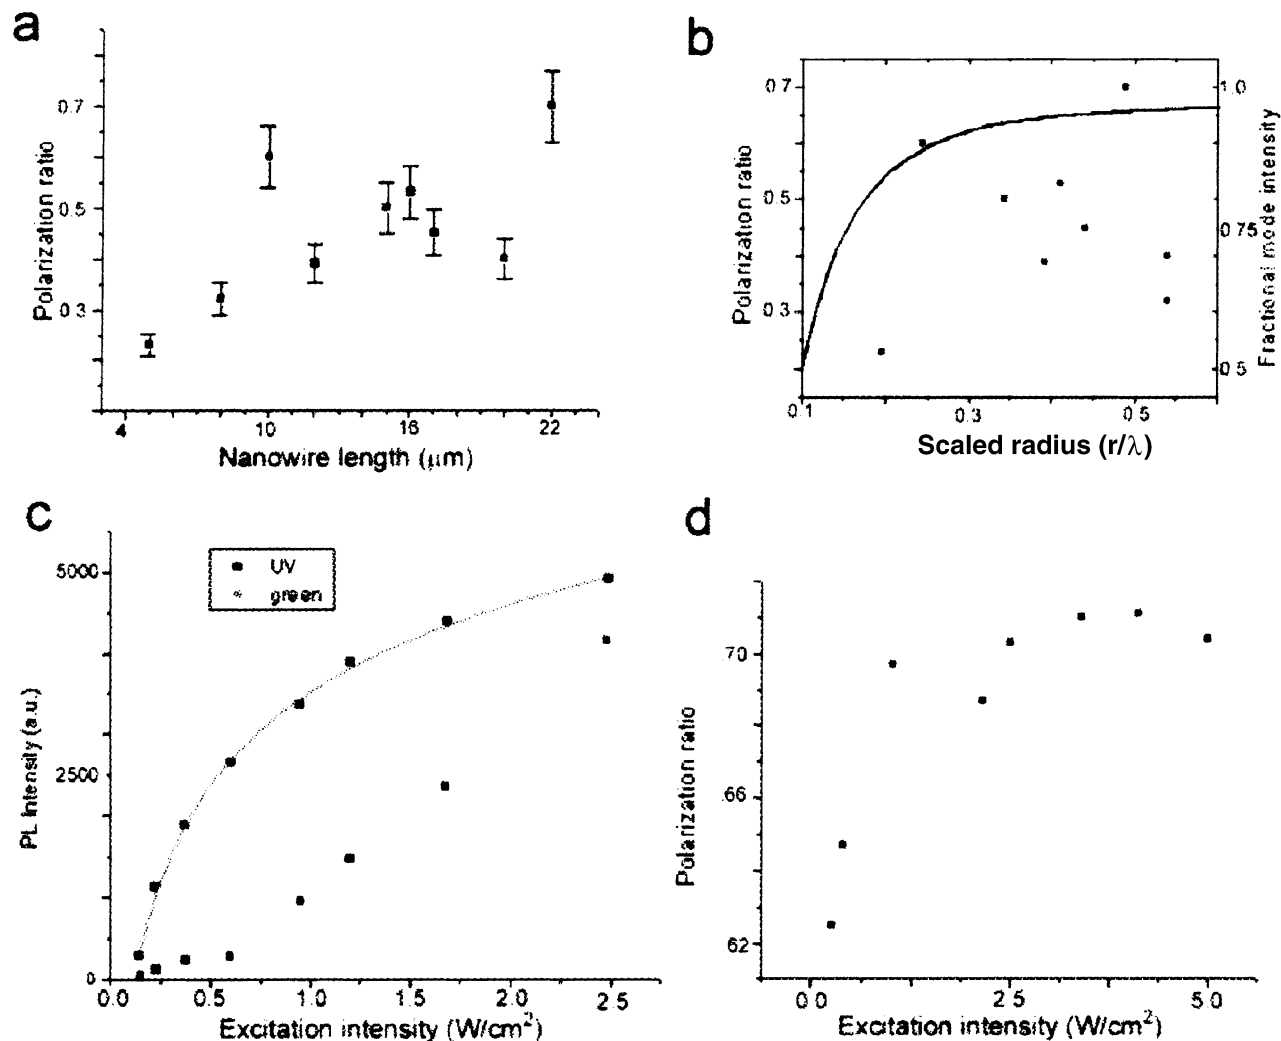 a
Polarization ratio
0.7
0.5
0.3
4
10
16
22
Nanowire length (μm)
b
Polarization ratio
0.7
0.5
0.3
0.1
0.3
0.5
1.0
0.75
0.5
Fractional mode intensity
Scaled radius (r/λ)
c
UV
green
PL Intensity (a.u.)
5000
2500
0
0.0
0.5
1.0
1.5
2.0
2.5
Excitation intensity (W/cm²)
d
Polarization ratio
.70
.66
.62
0.0
2.5
5.0
Excitation intensity (W/cm²)